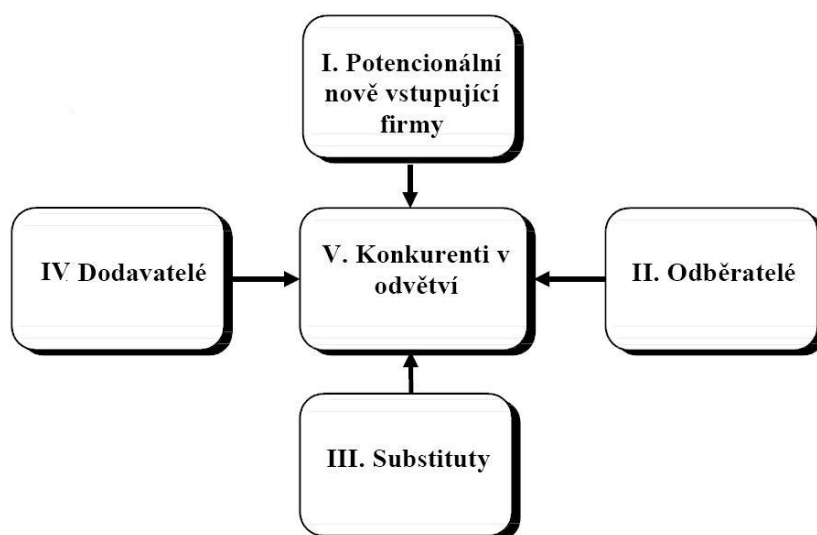 I. Potencionální
nově vstupující
firmy
IV Dodavatelé
V. Konkurenti v
odvětví
II. Odběratelé
III. Substituty